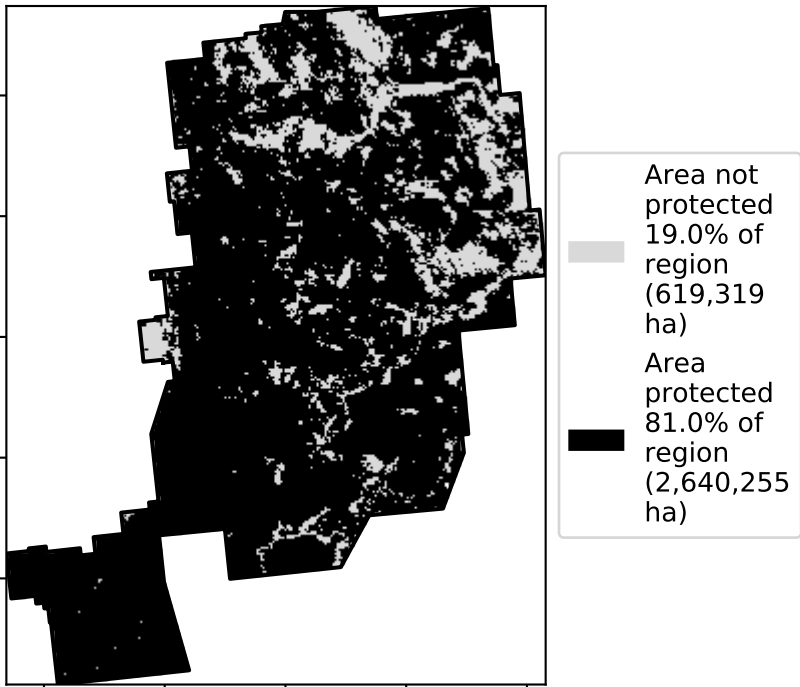 Area not
protected
19.0% of
region
(619,319
ha)
Area
protected
81.0% of
region
(2,640,255
ha)